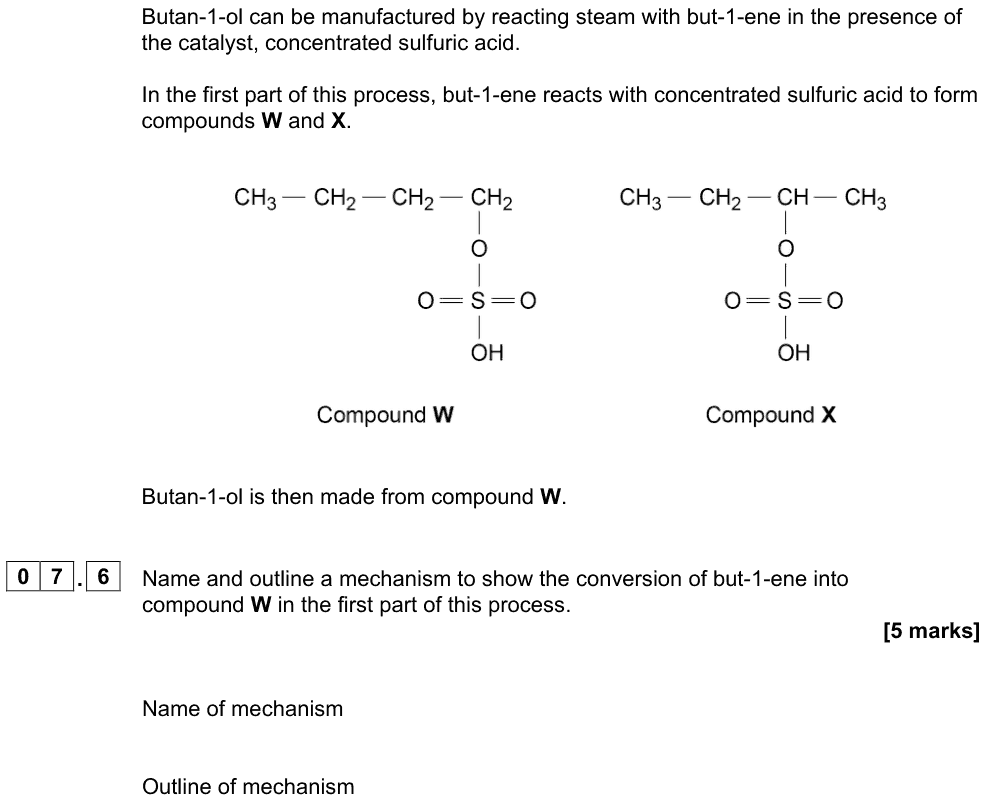 Butan-1-ol can be manufactured by reacting steam with but-1-ene in the presence of
the catalyst, concentrated sulfuric acid.
In the first part of this process, but-1-ene reacts with concentrated sulfuric acid to form
compounds W and X.
CH₃ — CH₂ — CH₂ — CH₂ CH₃ — CH₂ — CH — CH₃
O O
O=S=O O=S=O
OH OH
Compound W Compound X
Butan-1-ol is then made from compound W.
0 7 . 6 Name and outline a mechanism to show the conversion of but-1-ene into
compound W in the first part of this process.
[5 marks]
Name of mechanism
Outline of mechanism